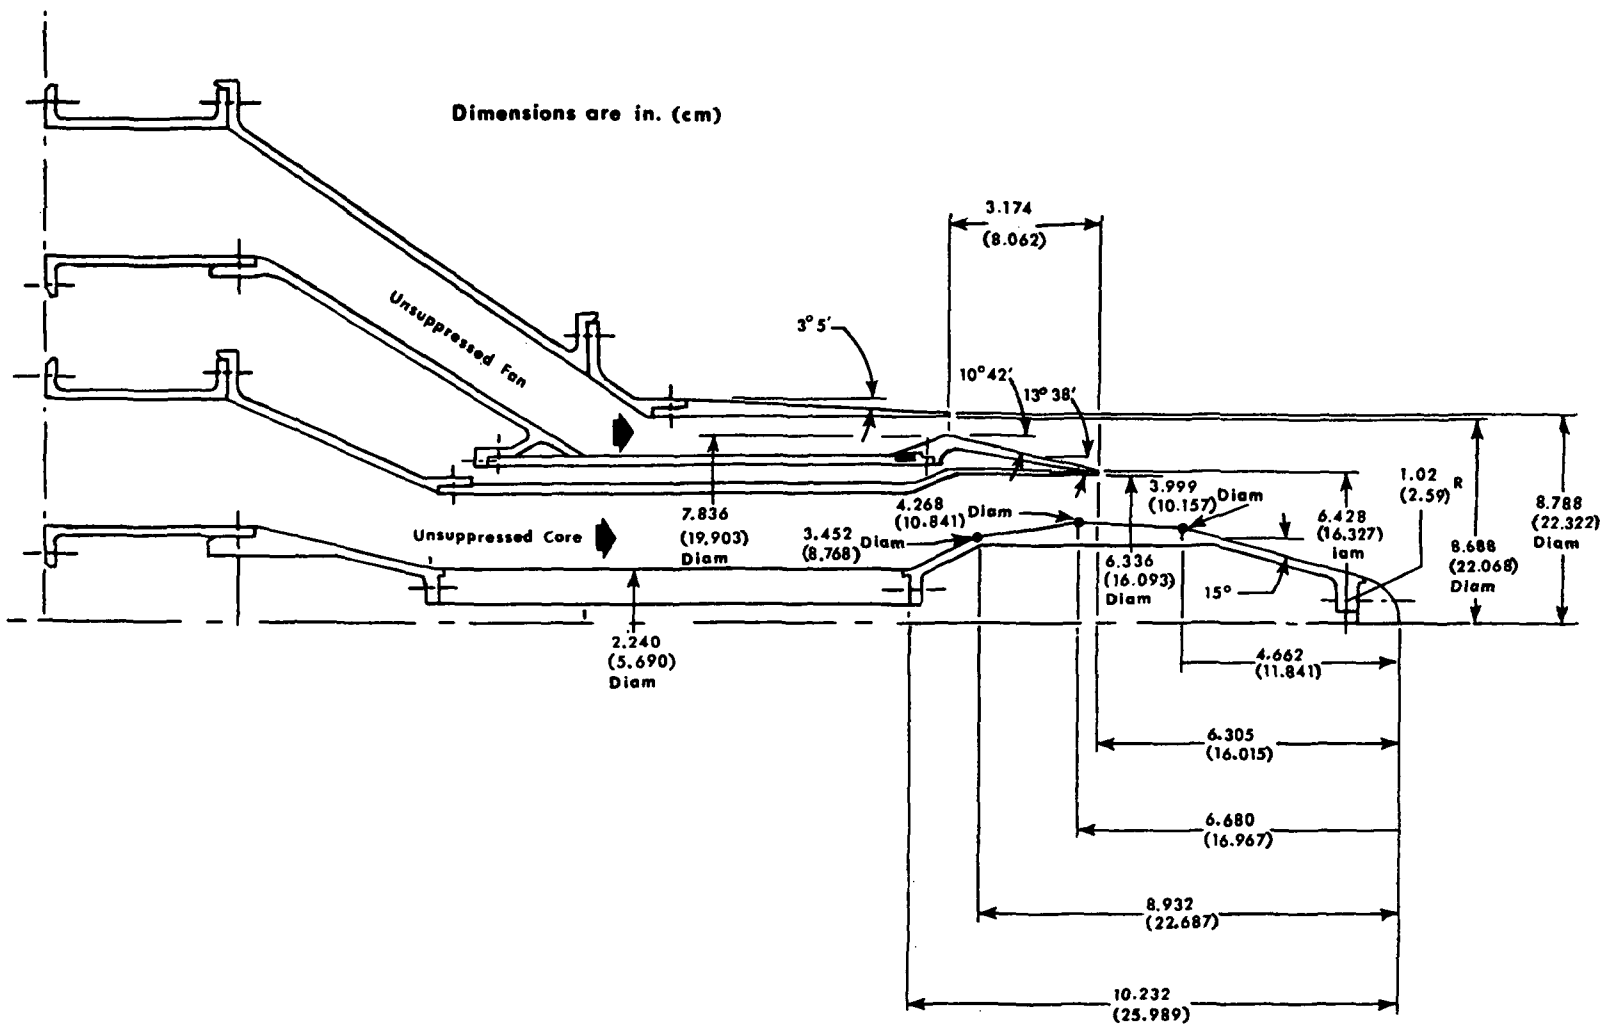 Dimensions are in. (cm)
3.174
(8.062)
Unsuppressed Fan
3° 5′
10° 42′
13° 38′
7.836
(19,903)
Diam
Unsuppressed Core
3.452
(8.768)
Diam
4.268
(10.841)
Diam
3.999
(10.157)
Diam
6.336
(16.093)
Diam
6.428
(16.327)
iam
1.02
(2.59) R
8.688
(22.068)
Diam
8.788
(22.322)
Diam
15°
2.240
(5.690)
Diam
4.662
(11.841)
6.305
(16.015)
6.680
(16.967)
8.932
(22.687)
10.232
(25.989)